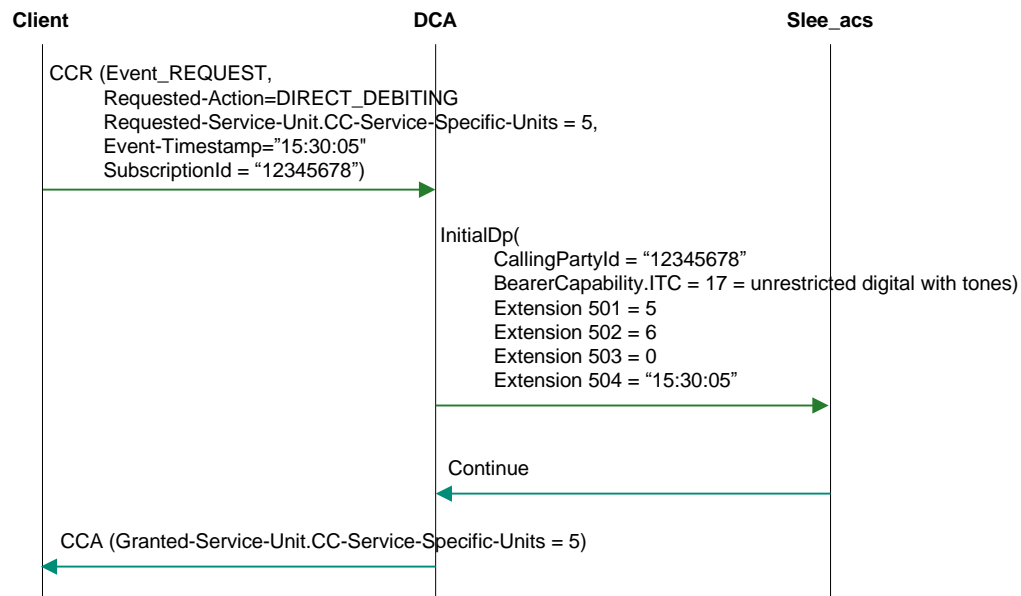 Client DCA Slee_acs
CCR (Event_REQUEST,
Requested-Action=DIRECT_DEBITING
Requested-Service-Unit.CC-Service-Specific-Units = 5,
Event-Timestamp=”15:30:05"
SubscriptionId = “12345678”)
InitialDp(
CallingPartyId = “12345678”
BearerCapability.ITC = 17 = unrestricted digital with tones)
Extension 501 = 5
Extension 502 = 6
Extension 503 = 0
Extension 504 = “15:30:05”
Continue
CCA (Granted-Service-Unit.CC-Service-Specific-Units = 5)